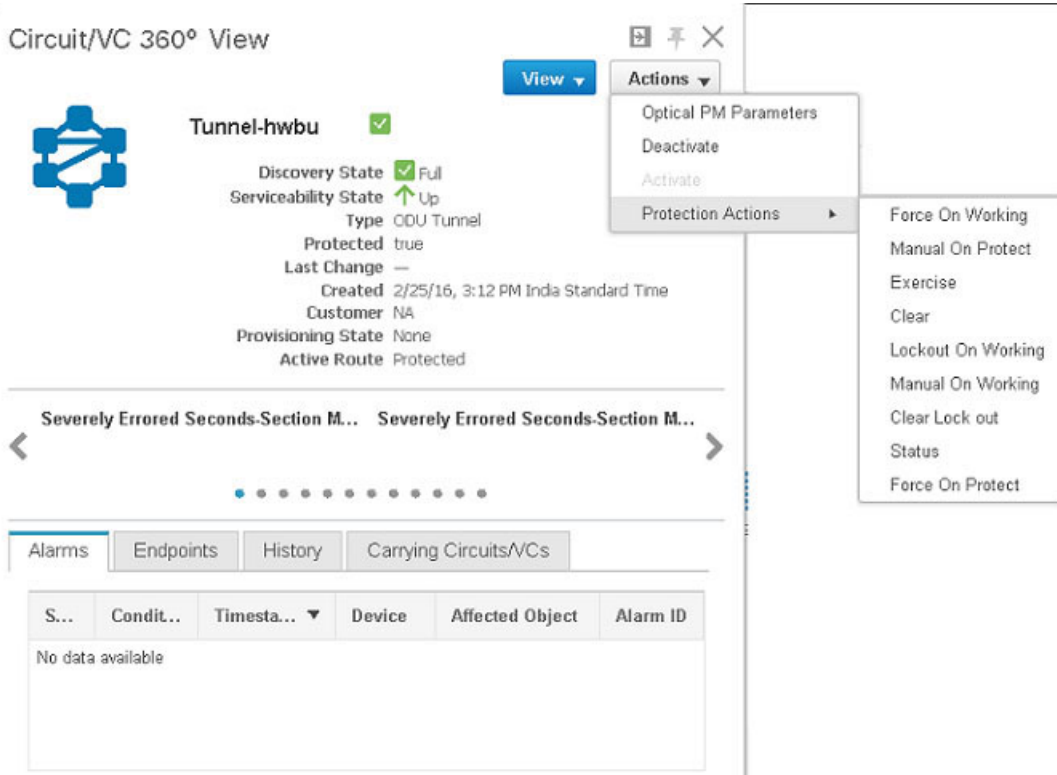 Circuit/VC 360º View
View
Actions
Optical PM Parameters
Deactivate
Activate
Protection Actions
Force On Working
Manual On Protect
Exercise
Clear
Lockout On Working
Manual On Working
Clear Lock out
Status
Force On Protect
Tunnel-hwbu
Discovery State Full
Serviceability State Up
Type ODU Tunnel
Protected true
Last Change —
Created 2/25/16, 3:12 PM India Standard Time
Customer NA
Provisioning State None
Active Route Protected
Severely Errored Seconds-Section M... Severely Errored Seconds-Section M...
Alarms Endpoints History Carrying Circuits/VCs
S... Condit... Timesta... Device Affected Object Alarm ID
No data available